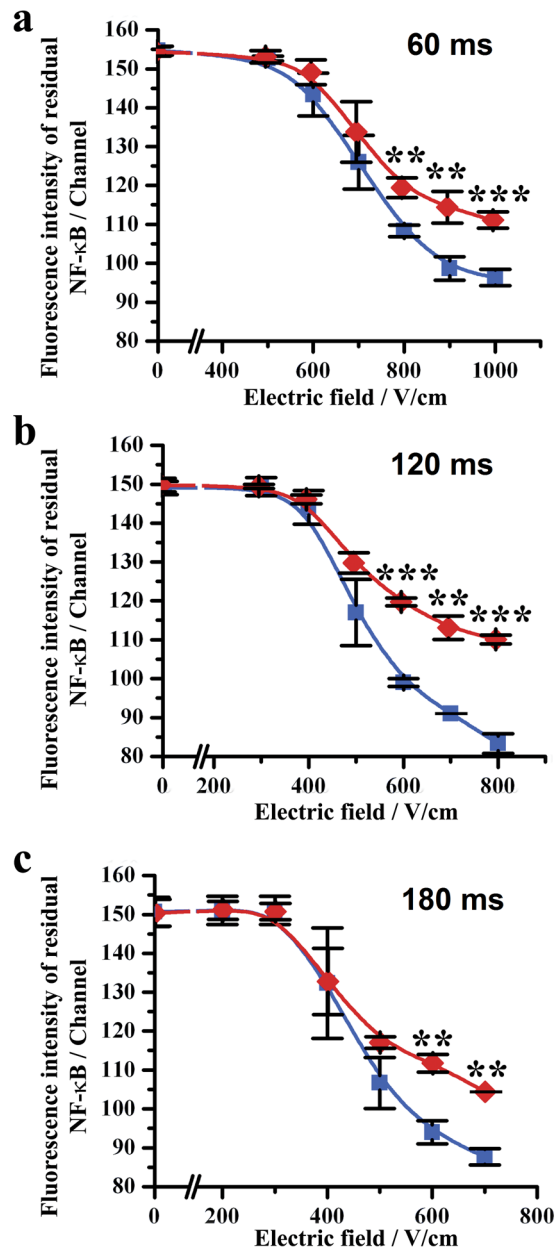 a
60 ms
160
150
140
130
120
110
100
90
80
** ** ***
0 // 400 600 800 1000
Electric field / V/cm
Fluorescence intensity of residual
NF-κB / Channel
b
120 ms
160
150
140
130
120
110
100
90
80
*** ** ***
0 // 200 400 600 800
Electric field / V/cm
Fluorescence intensity of residual
NF-κB / Channel
c
180 ms
160
150
140
130
120
110
100
90
80
** **
0 // 200 400 600 800
Electric field / V/cm
Fluorescence intensity of residual
NF-κB / Channel